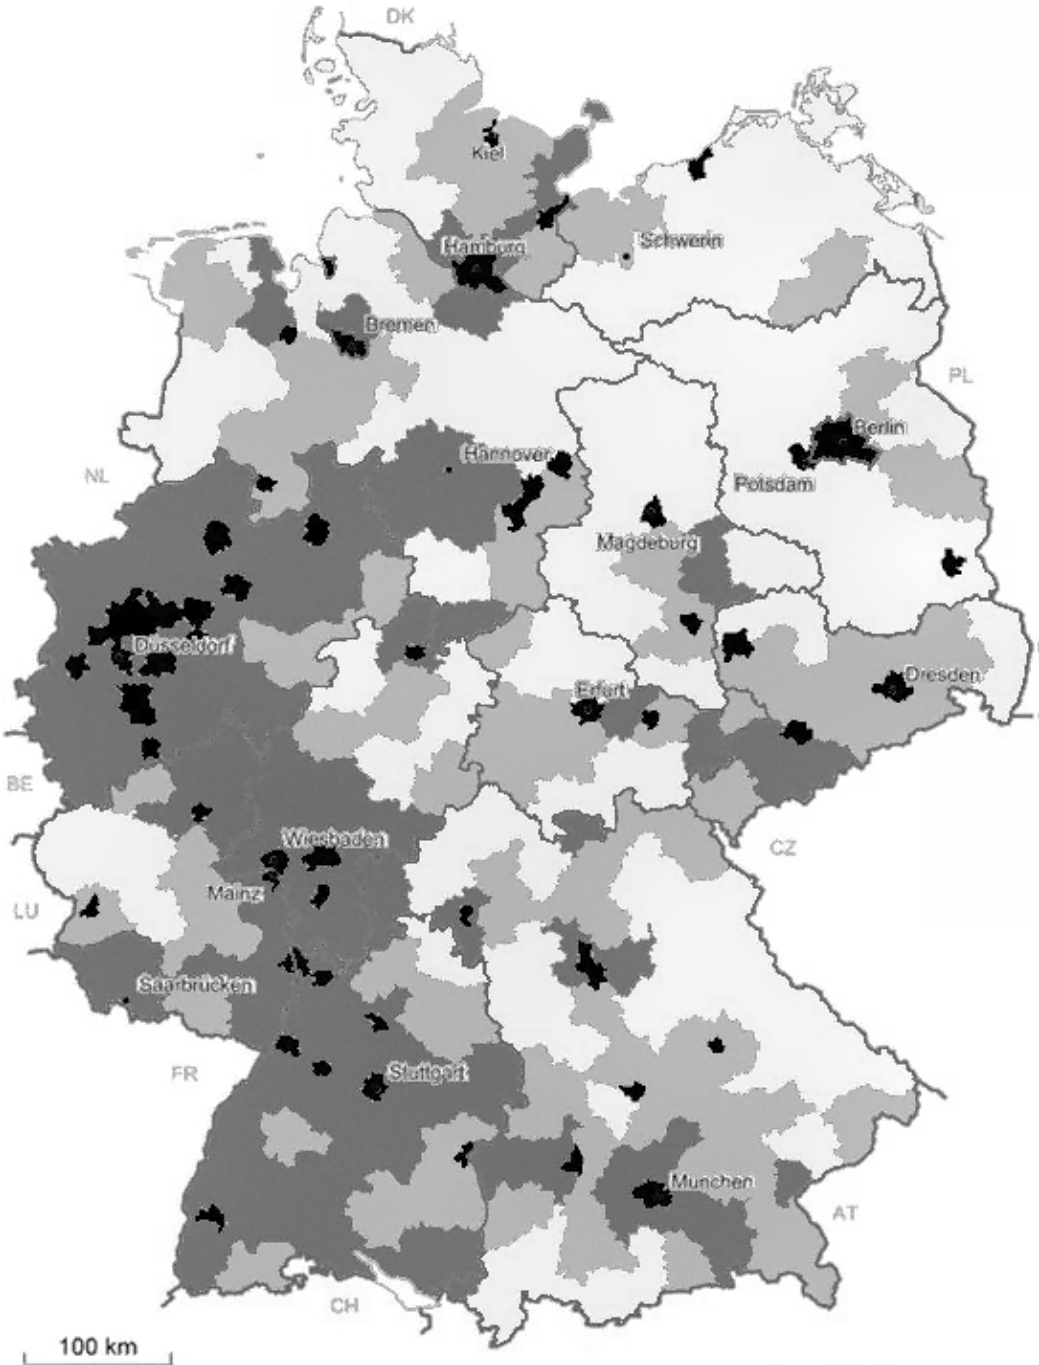 DK
Kiel
Hamburg
Schwerin
Bremen
PL
Berlin
Hannover
NL
Potsdam
Magdeburg
Düsseldorf
Erfurt
Dresden
BE
Wiesbaden
CZ
Mainz
LU
Saarbrücken
FR
Stuttgart
München
AT
CH
100 km